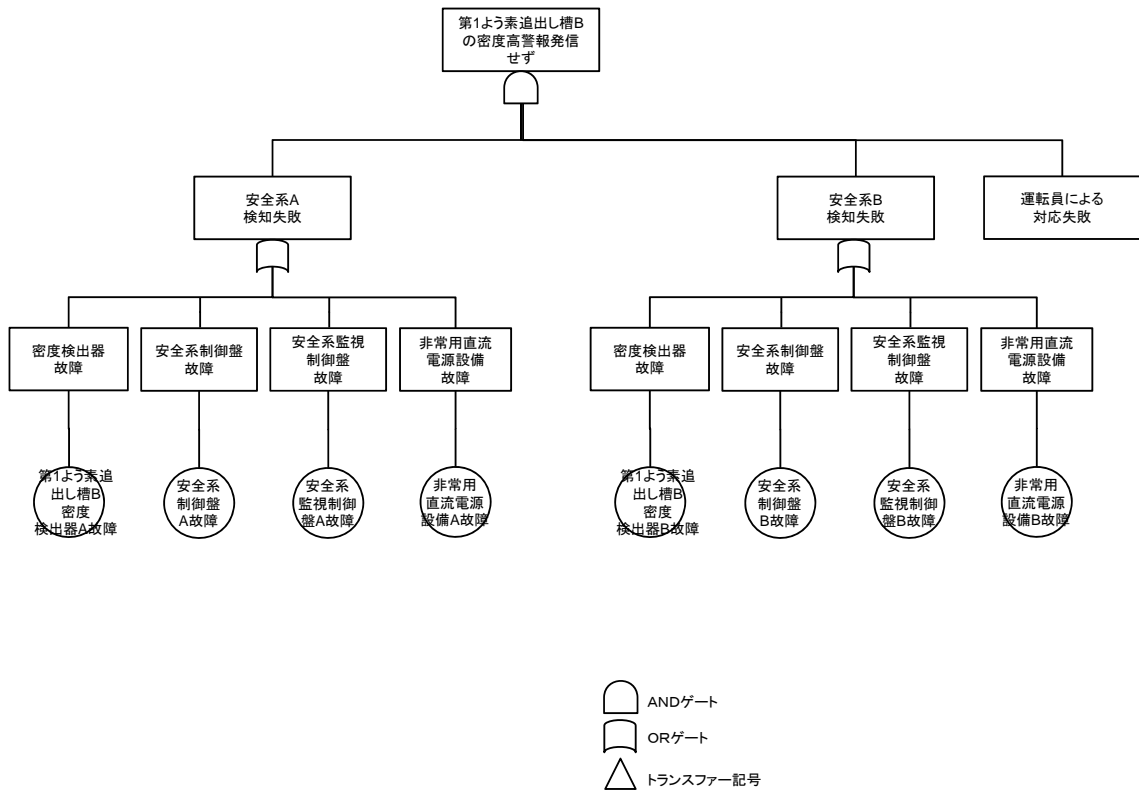 第1よう素追出し槽B
の密度高警報発信
せず
安全系A
検知失敗
安全系B
検知失敗
運転員による
対応失敗
密度検出器
故障
安全系制御盤
故障
安全系監視
制御盤
故障
非常用直流
電源設備
故障
密度検出器
故障
安全系制御盤
故障
安全系監視
制御盤
故障
非常用直流
電源設備
故障
第1よう素追
出し槽B
密度
検出器A故障
安全系
制御盤
A故障
安全系
監視制御
盤A故障
非常用
直流電源
設備A故障
第1よう素追
出し槽B
密度
検出器B故障
安全系
制御盤
B故障
安全系
監視制御
盤B故障
非常用
直流電源
設備B故障
ANDゲート
ORゲート
トランスファー記号